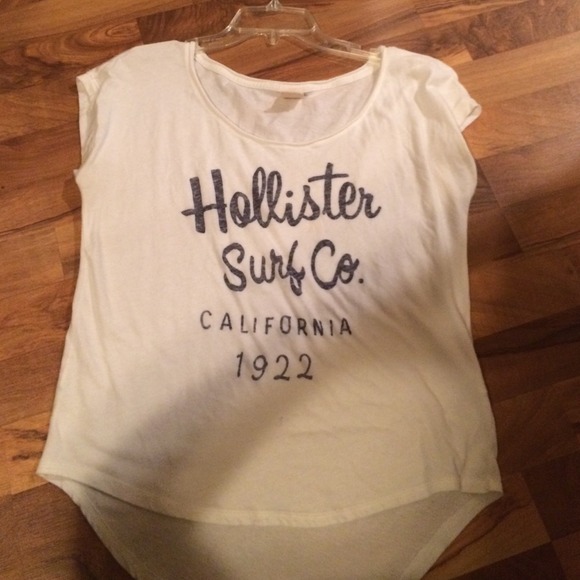 Hollister
Surf Co.
CALIFORNIA
1922